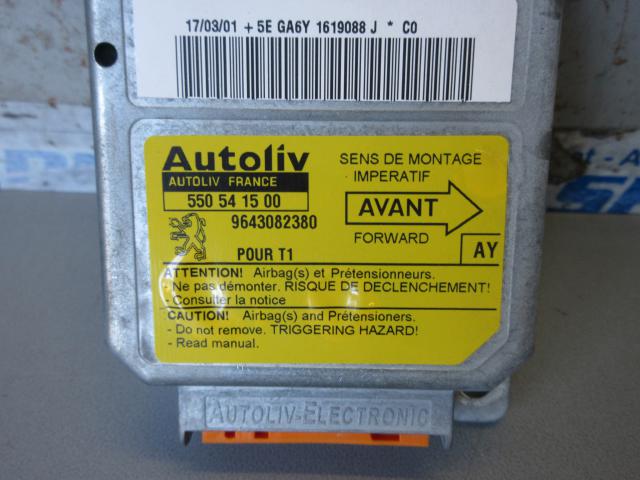 17/03/01 + 5E GA6Y 1619088 J * C0
Autoliv
AUTOLIV FRANCE
550 54 15 00
9643082380
POUR T1
SENS DE MONTAGE
IMPERATIF
AVANT
FORWARD
AY
ATTENTION! Airbag(s) et Prétensionneurs.
- Ne pas démonter. RISQUE DE DECLENCHEMENT!
- Consulter la notice
CAUTION! Airbag(s) and Prétensioners.
- Do not remove. TRIGGERING HAZARD!
- Read manual.
AUTOLIV-ELECTRONIC